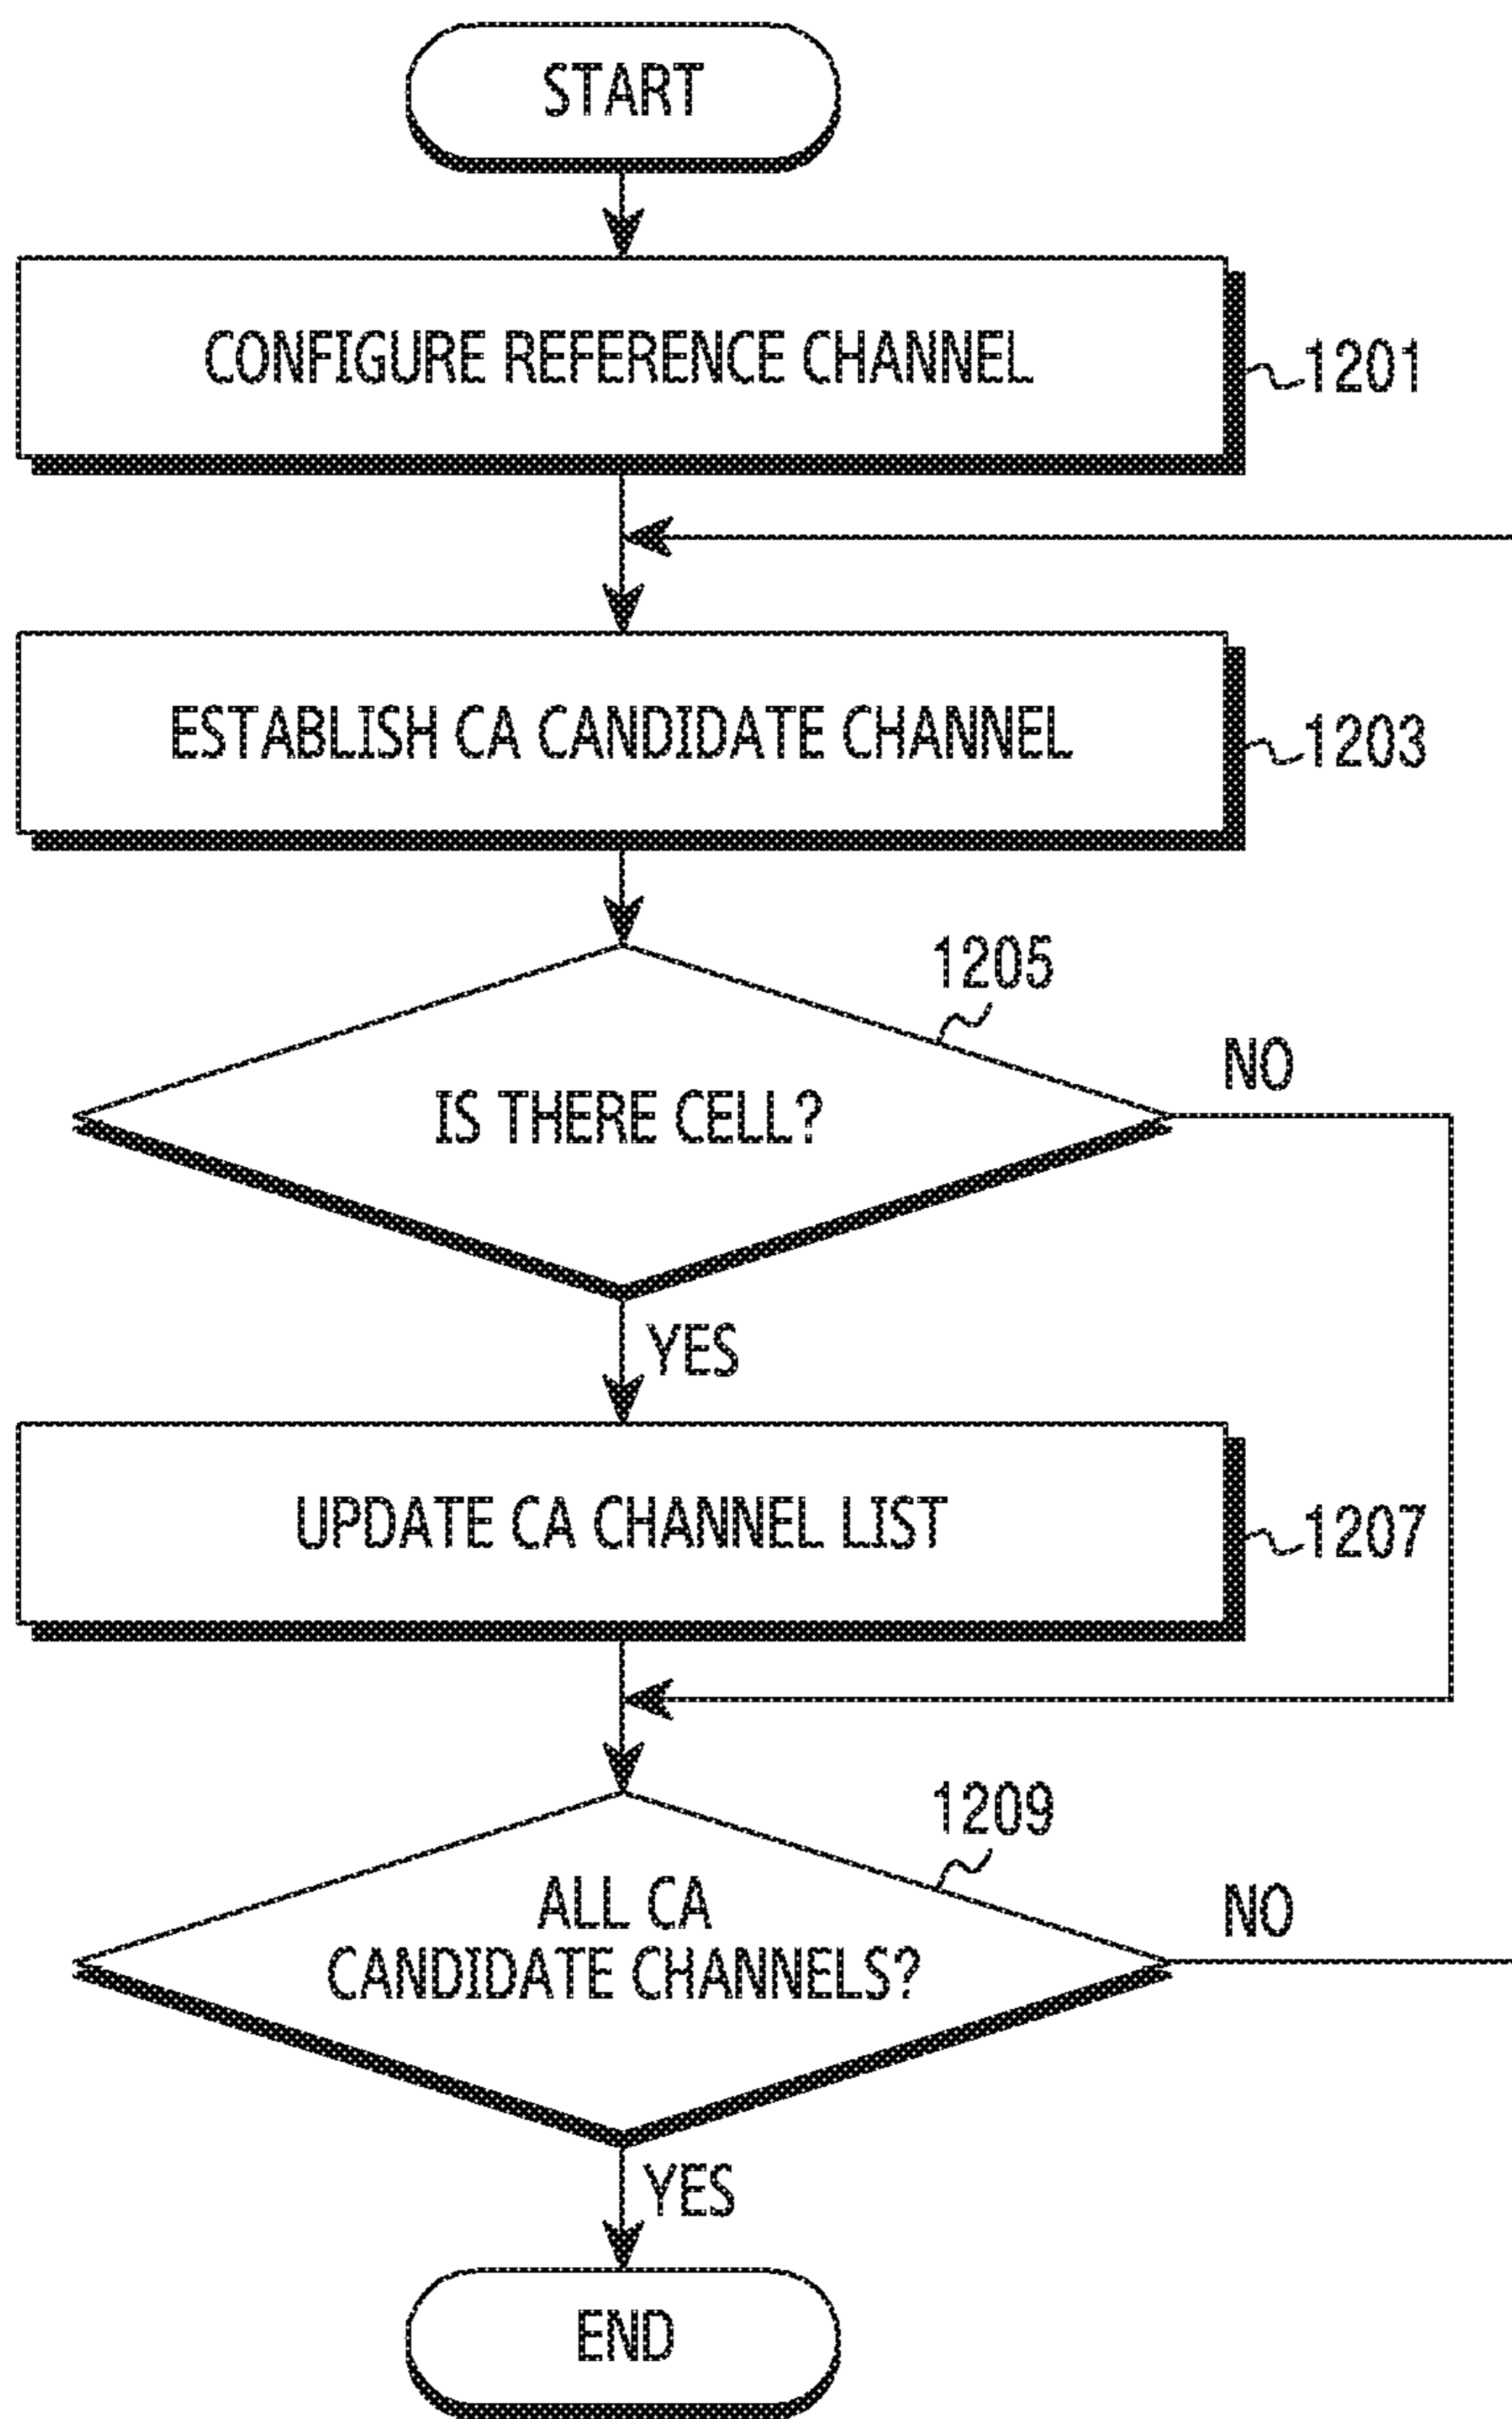 START
CONFIGURE REFERENCE CHANNEL
1201
ESTABLISH CA CANDIDATE CHANNEL
1203
1205
NO
IS THERE CELL?
YES
UPDATE CA CHANNEL LIST
1207
1209
NO
ALL CA
CANDIDATE CHANNELS?
YES
END